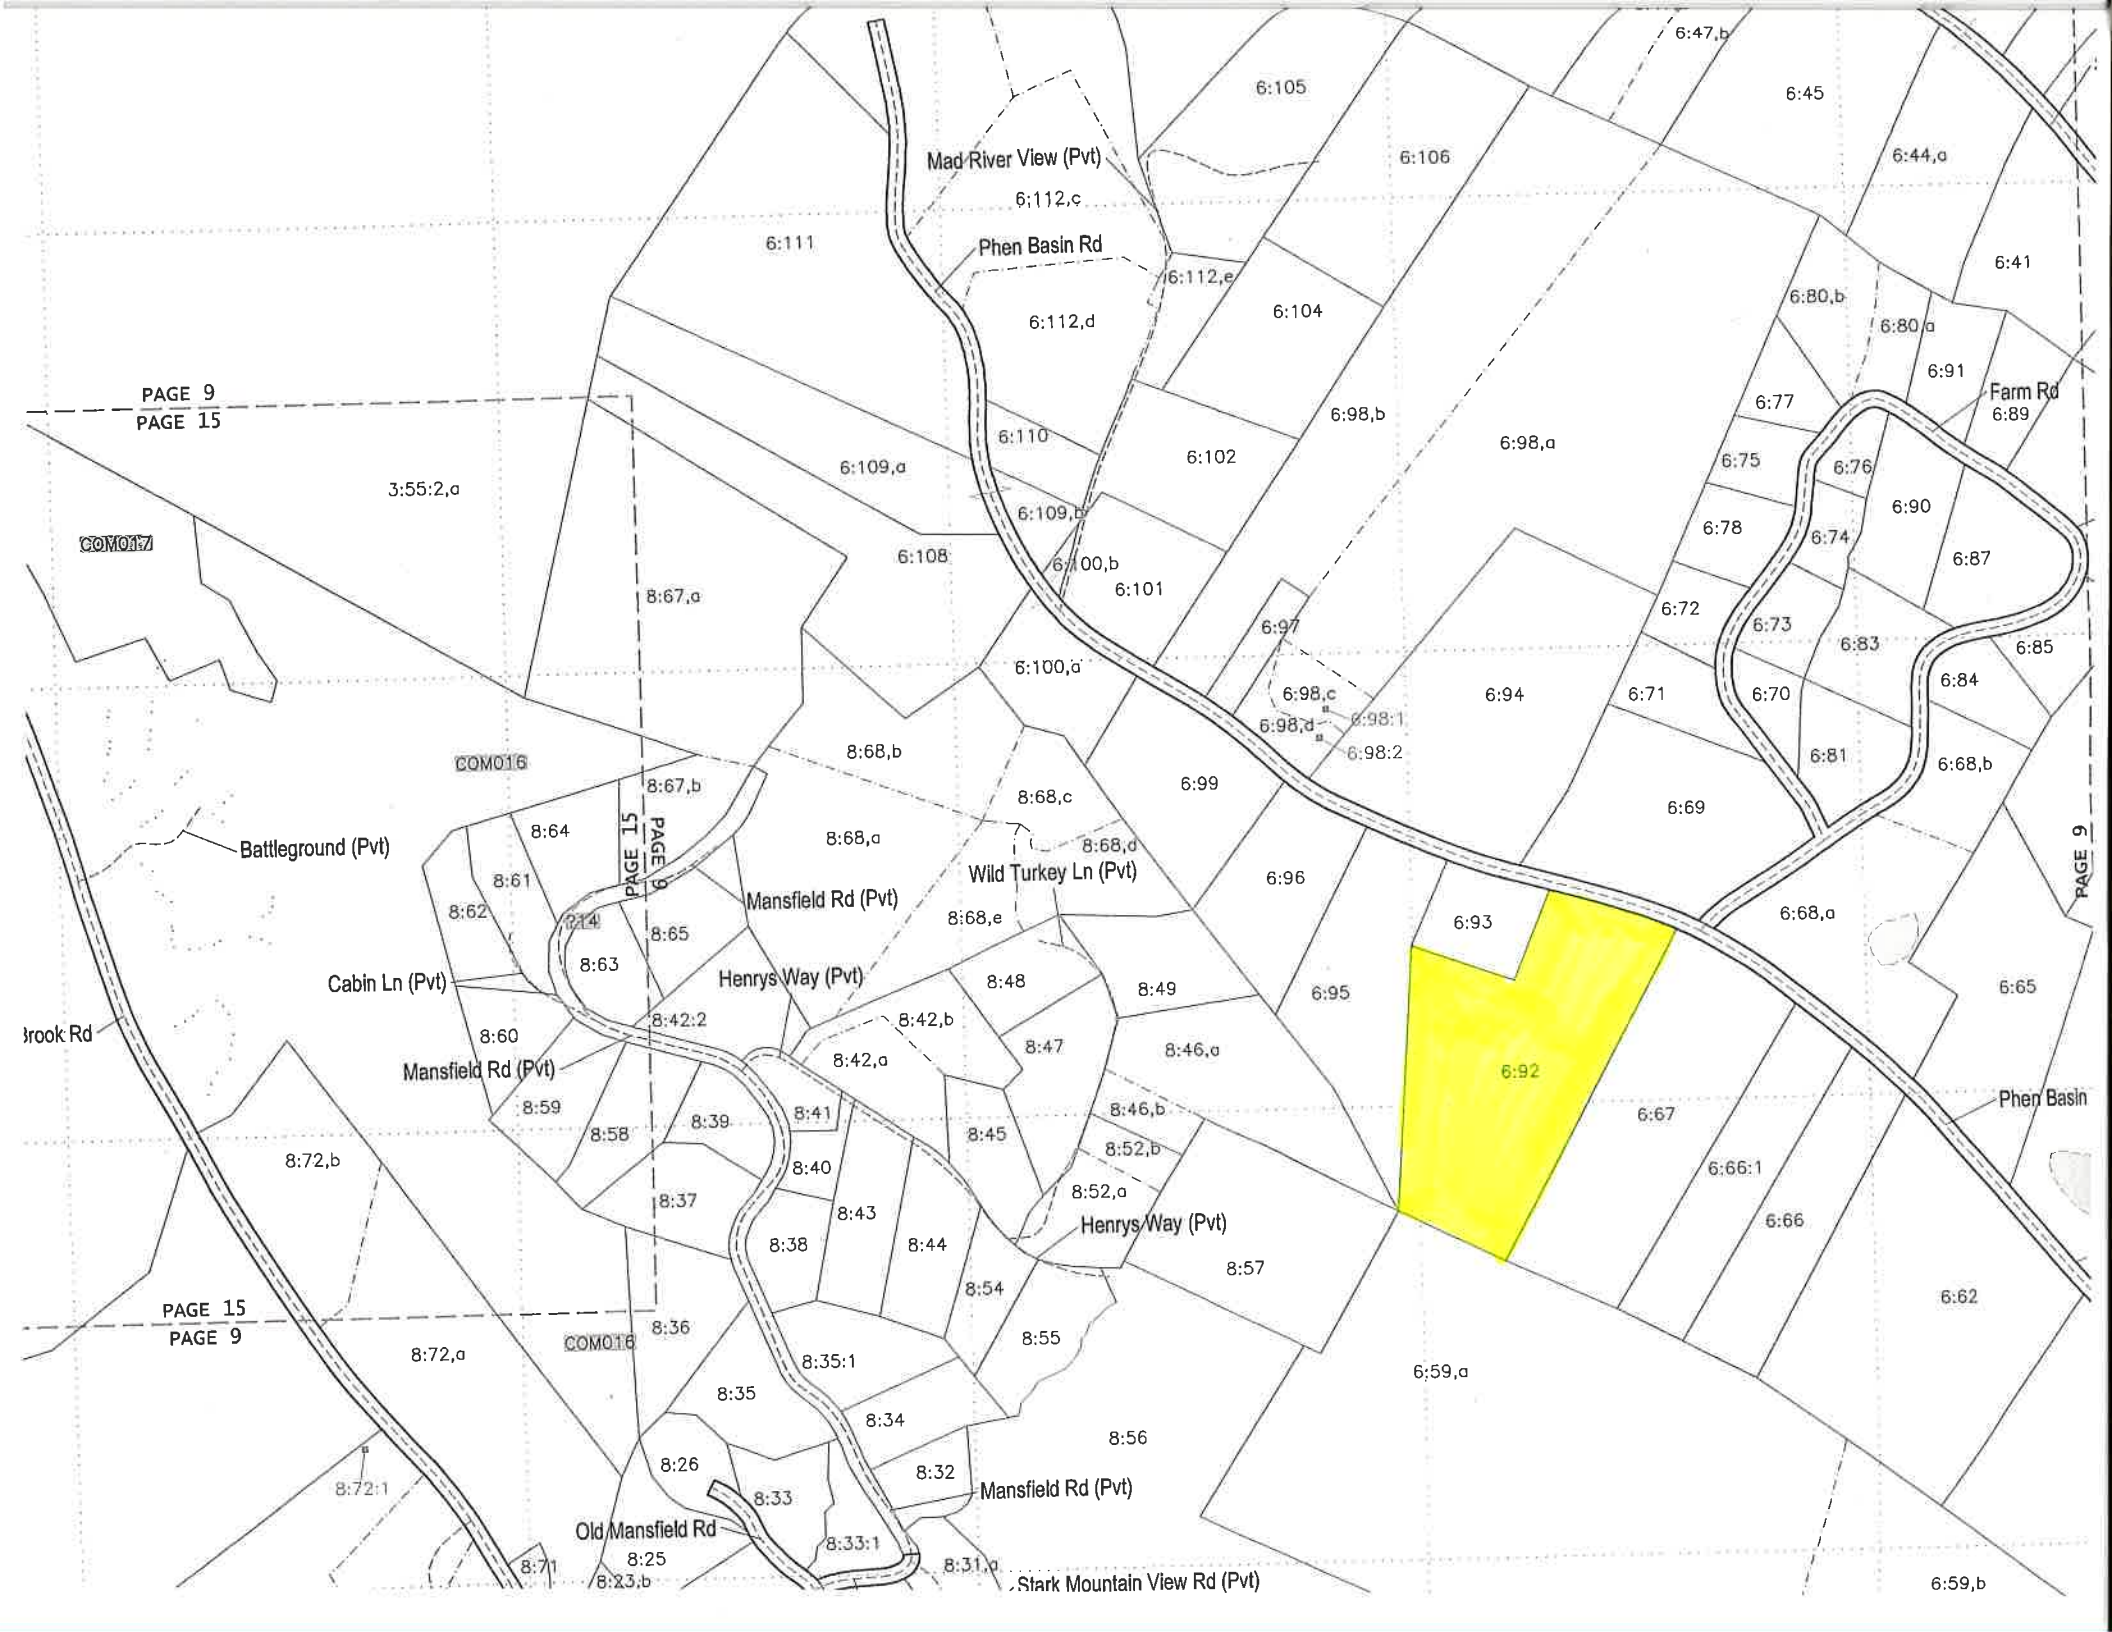 6:47,b
6:105
6:45
6:106
6:44,a
Mad River View (Pvt)
6:112,c
6:111
Phen Basin Rd
6:41
6:112,e
6:80,b
6:104
6:112,d
6:80,a
6:91
PAGE 9
Farm Rd
PAGE 15
6:77
6:98,b
6:89
6:110
6:98,a
6:102
6:75
6:109,a
6:76
3:55:2,a
6:90
6:109,b
6:78
6:74
COM017
6:108
6:87
6:100,b
6:101
8:67,a
6:72
6:97
6:73
6:83
6:85
6:100,a
6:84
6:98,c
6:94
6:71
6:70
6:98,d
6:98:1
8:68,b
6:98:2
6:81
COM016
6:68,b
8:67,b
6:99
8:68,c
6:69
8:64
PAGE 15
PAGE 9
8:68,a
8:68,d
Battleground (Pvt)
PAGE 9
Wild Turkey Ln (Pvt)
8:61
6:96
Mansfield Rd (Pvt)
8:62
214
8:68,e
6:93
6:68,a
8:65
8:63
Henrys Way (Pvt)
Cabin Ln (Pvt)
8:48
8:49
6:95
6:65
8:42:2
8:42,b
Brook Rd
8:60
8:47
8:46,a
8:42,a
Mansfield Rd (Pvt)
6:92
Phen Basin
8:59
8:41
8:46,b
6:67
8:39
8:58
8:45
8:52,b
8:72,b
8:40
6:66:1
8:52,a
8:37
8:43
6:66
Henrys Way (Pvt)
8:38
8:44
8:57
8:54
6:62
PAGE 15
8:36
PAGE 9
8:55
COM016
8:72,a
8:35:1
6:59,a
8:35
8:34
8:56
8:26
8:32
8:72:1
Mansfield Rd (Pvt)
8:33
Old Mansfield Rd
8:33:1
8:25
8:71
8:31,a
8:23,b
Stark Mountain View Rd (Pvt)
6:59,b